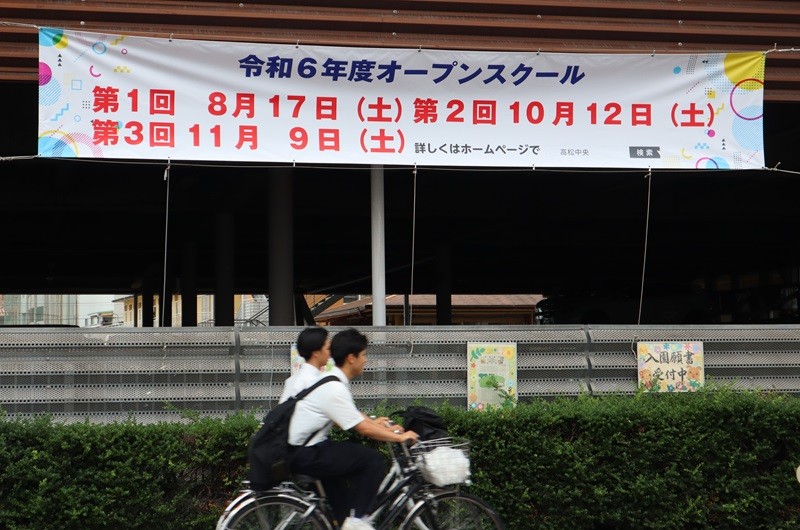 令和6年度オープンスクール
第1回 8月17日（土）第2回10月12日（土）
第3回11月 9日（土）詳しくはホームページで 高松中央 検索
入園願書
受付中